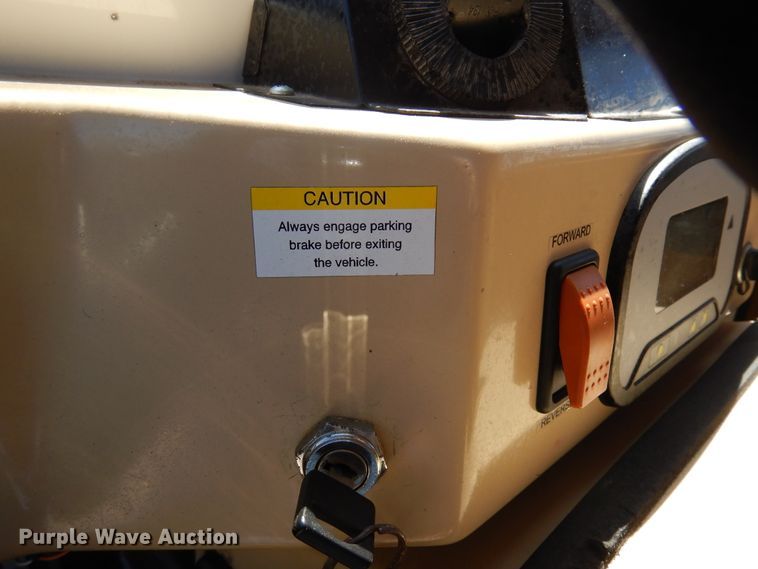 CAUTION
Always engage parking
brake before exiting
the vehicle.
FORWARD
Purple Wave Auction